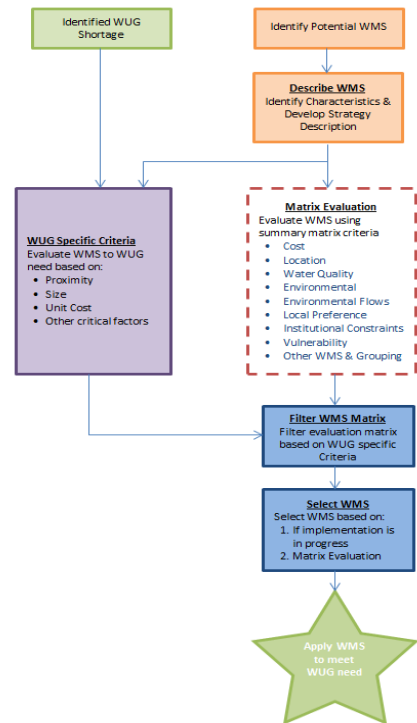 Identified WUG
Shortage
Identify Potential WMS
Describe WMS
Identify Characteristics &
Develop Strategy
Description
WUG Specific Criteria
Evaluate WMS to WUG
need based on:
• Proximity
• Size
• Unit Cost
• Other critical factors
Matrix Evaluation
Evaluate WMS using
summary matrix criteria
• Cost
• Location
• Water Quality
• Environmental
• Environmental Flows
• Local Preference
• Institutional Constraints
• Vulnerability
• Other WMS & Grouping
Filter WMS Matrix
Filter evaluation matrix
based on WUG specific
Criteria
Select WMS
Select WMS based on:
1. If implementation is
in progress
2. Matrix Evaluation
Apply WMS
to meet
WUG need